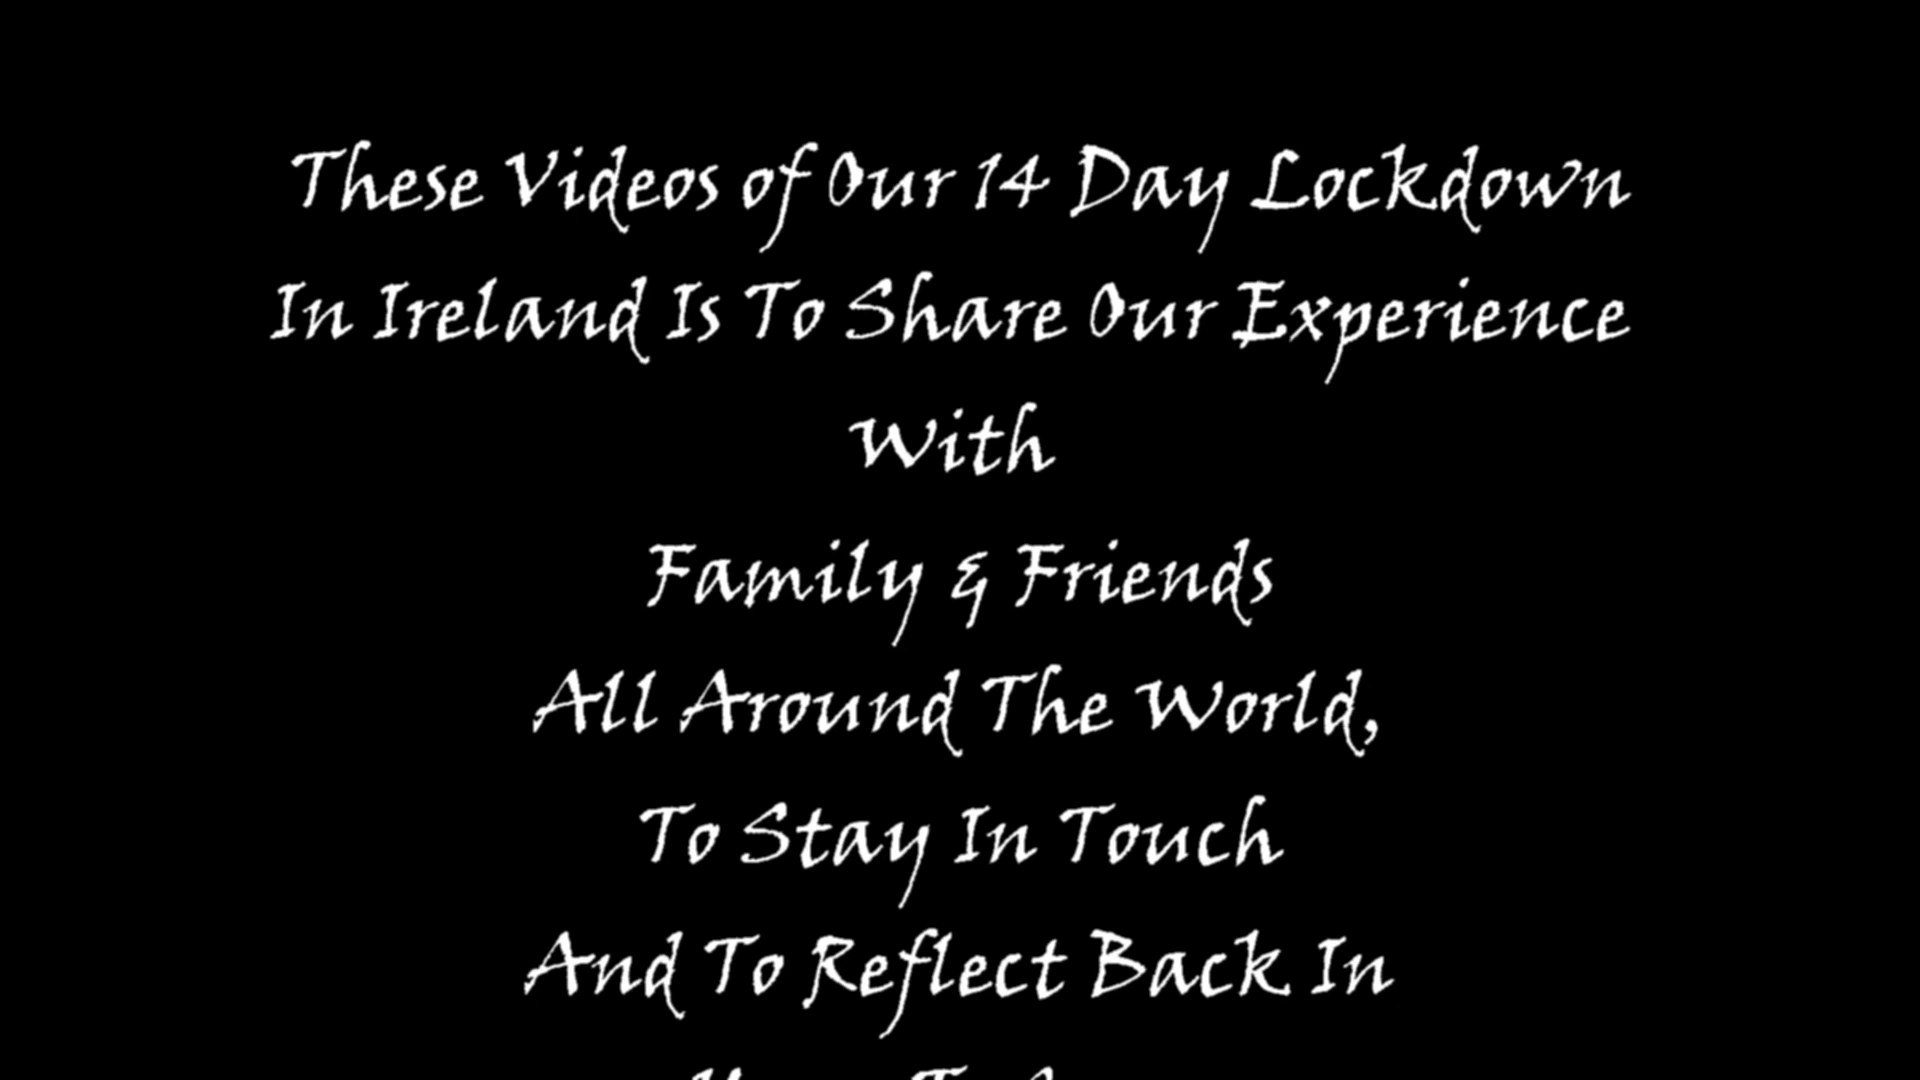 These Videos of Our 14 Day Lockdown
In Ireland Is To Share Our Experience
With
Family & Friends
All Around The World,
To Stay In Touch
And To Reflect Back In